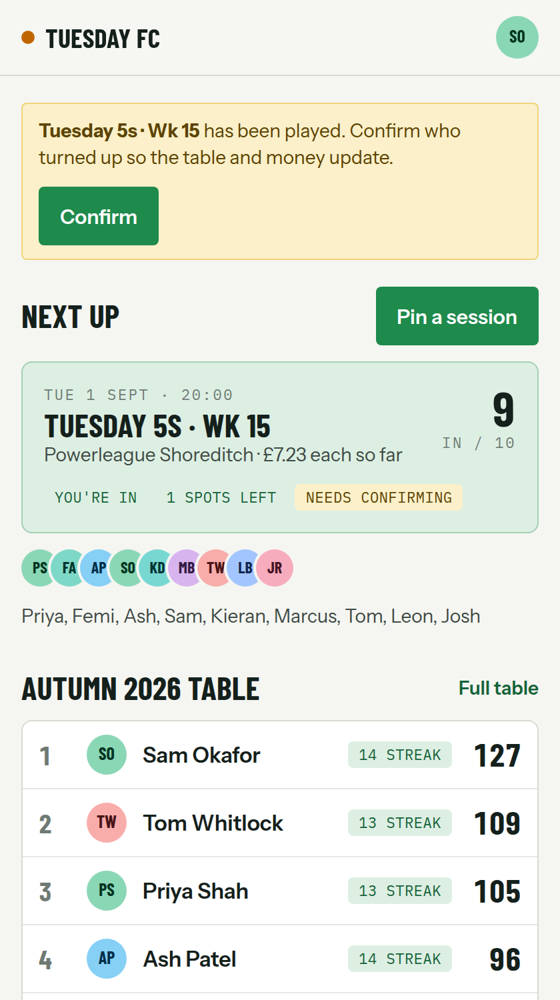 TUESDAY FC
SO
Tuesday 5s · Wk 15 has been played. Confirm who
turned up so the table and money update.
Confirm
NEXT UP
Pin a session
TUE 1 SEPT · 20:00
9
TUESDAY 5S · WK 15
IN / 10
Powerleague Shoreditch · £7.23 each so far
YOU'RE IN 1 SPOTS LEFT NEEDS CONFIRMING
PS FA AP SO KD MB TW LB JR
Priya, Femi, Ash, Sam, Kieran, Marcus, Tom, Leon, Josh
AUTUMN 2026 TABLE
Full table
1 SO Sam Okafor 14 STREAK 127
2 TW Tom Whitlock 13 STREAK 109
3 PS Priya Shah 13 STREAK 105
4 AP Ash Patel 14 STREAK 96